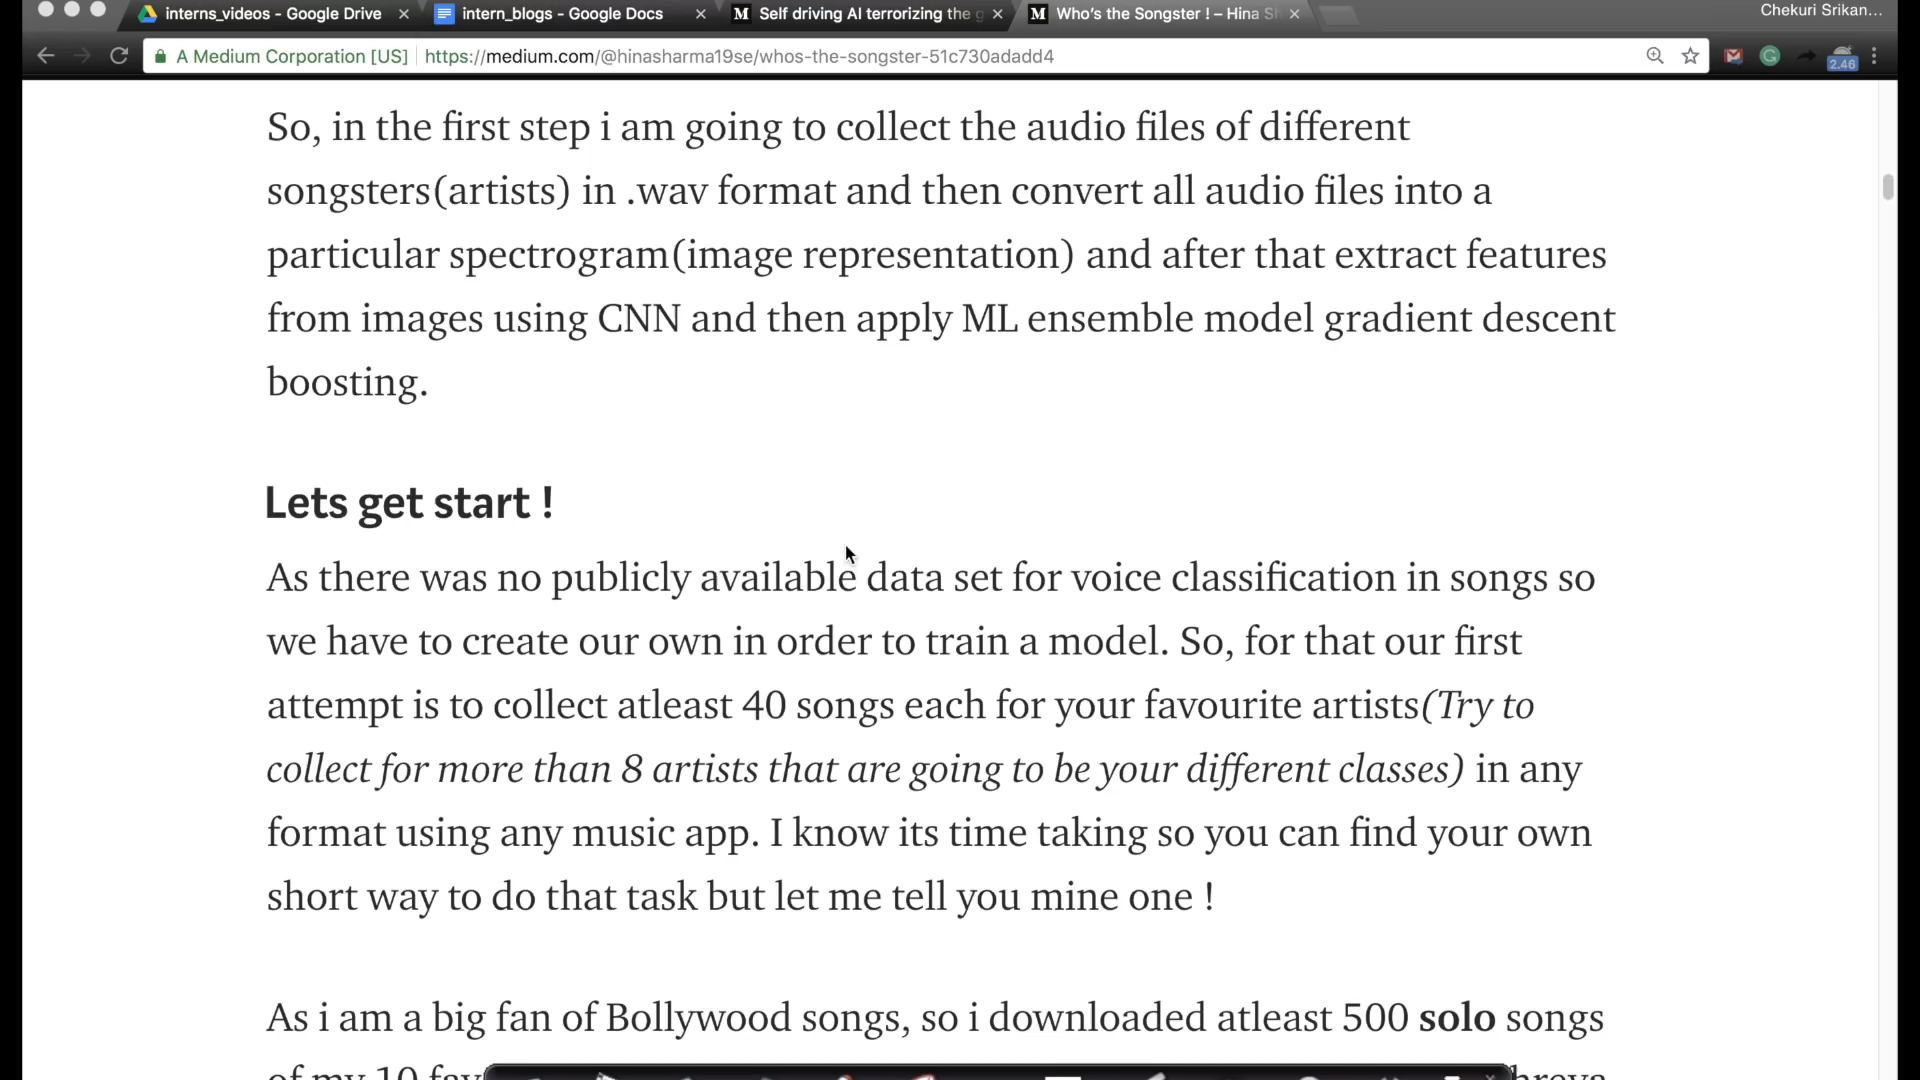 interns_videos - Google Drive
intern_blogs - Google Docs
Self driving AI terrorizing the g
Who's the Songster ! – Hina Sh
Chekuri Srikan...
A Medium Corporation [US] https://medium.com/@hinasharma19se/whos-the-songster-51c730adadd4
2.46
So, in the first step i am going to collect the audio files of different
songsters(artists) in .wav format and then convert all audio files into a
particular spectrogram(image representation) and after that extract features
from images using CNN and then apply ML ensemble model gradient descent
boosting.
Lets get start !
As there was no publicly available data set for voice classification in songs so
we have to create our own in order to train a model. So, for that our first
attempt is to collect atleast 40 songs each for your favourite artists(Try to
collect for more than 8 artists that are going to be your different classes) in any
format using any music app. I know its time taking so you can find your own
short way to do that task but let me tell you mine one !
As i am a big fan of Bollywood songs, so i downloaded atleast 500 solo songs
of my 10